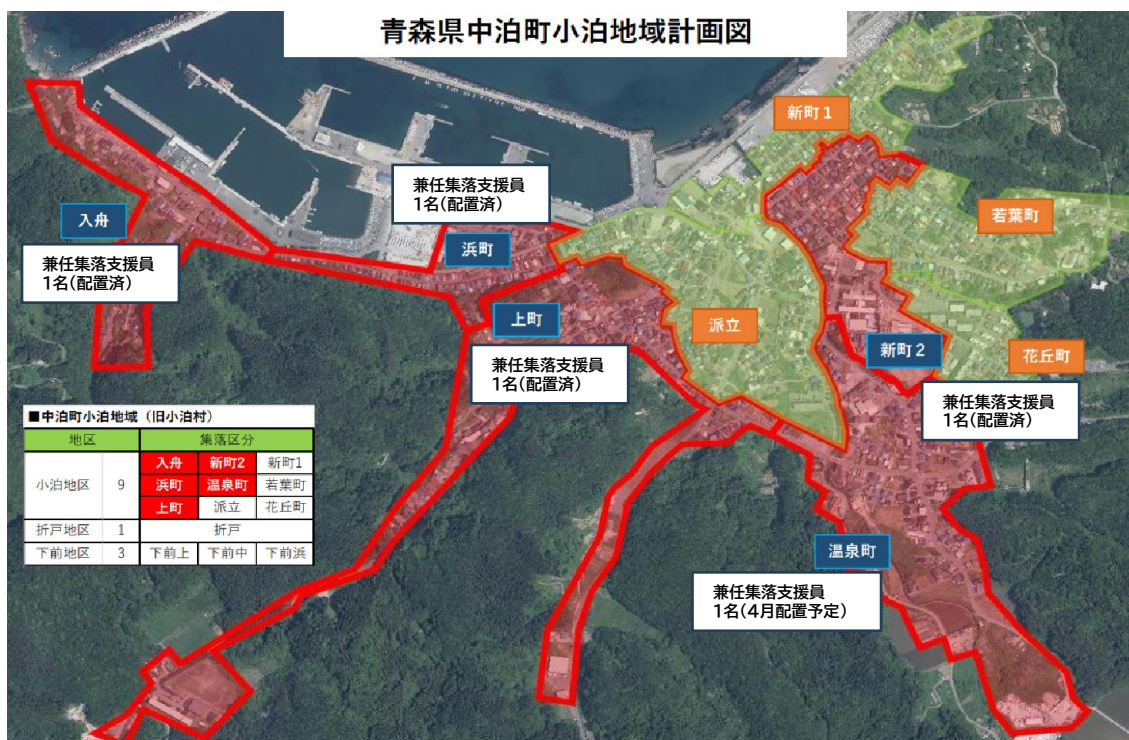 青森県中泊町小泊地域計画図
新町1
兼任集落支援員
1名(配置済)
若葉町
入舟
浜町
兼任集落支援員
1名(配置済)
上町
派立
新町2
花丘町
兼任集落支援員
1名(配置済)
兼任集落支援員
1名(配置済)
■中泊町小泊地域（旧小泊村）
地区 集落区分
小泊地区 9 入舟 新町2 新町1
浜町 温泉町 若葉町
上町 派立 花丘町
折戸地区 1 折戸
下前地区 3 下前上 下前中 下前浜
温泉町
兼任集落支援員
1名(4月配置予定)